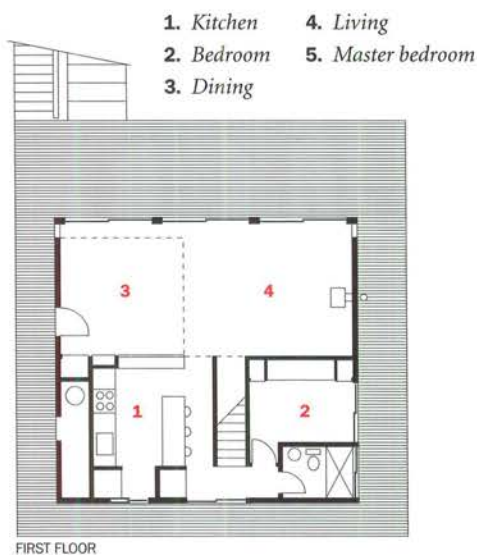 1. Kitchen
2. Bedroom
3. Dining
4. Living
5. Master bedroom
3
4
1
2
FIRST FLOOR